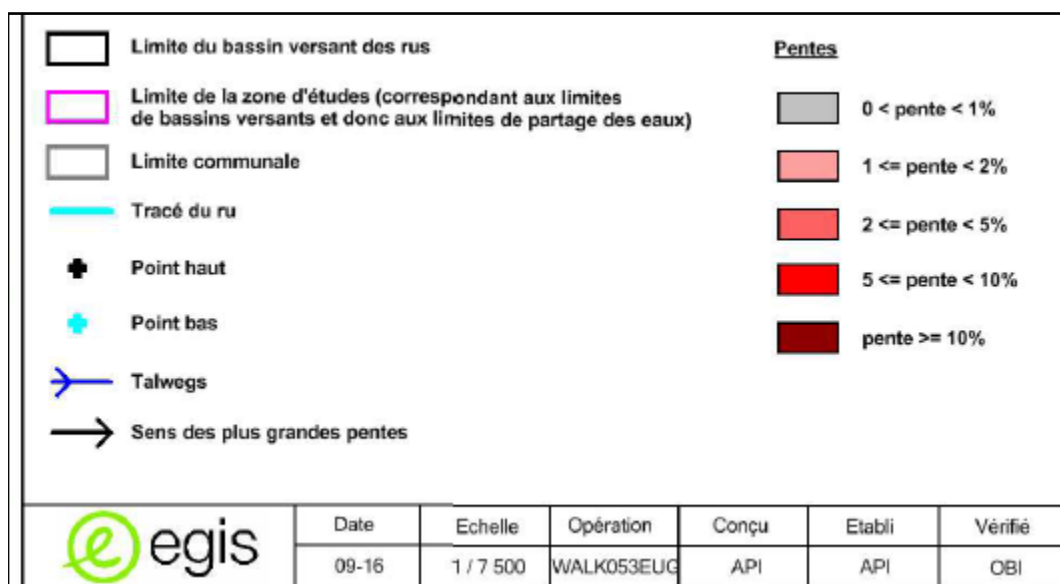 Limite du bassin versant des rus
Limite de la zone d'études (correspondant aux limites
de bassins versants et donc aux limites de partage des eaux)
Limite communale
Tracé du ru
Point haut
Point bas
Talwegs
Sens des plus grandes pentes
Pentes
0 < pente < 1%
1 <= pente < 2%
2 <= pente < 5%
5 <= pente < 10%
pente >= 10%
e egis
Date Echelle Opération Conçu Etabli Vérifié
09-16 1 / 7 500 WALK053EUG API API OBI